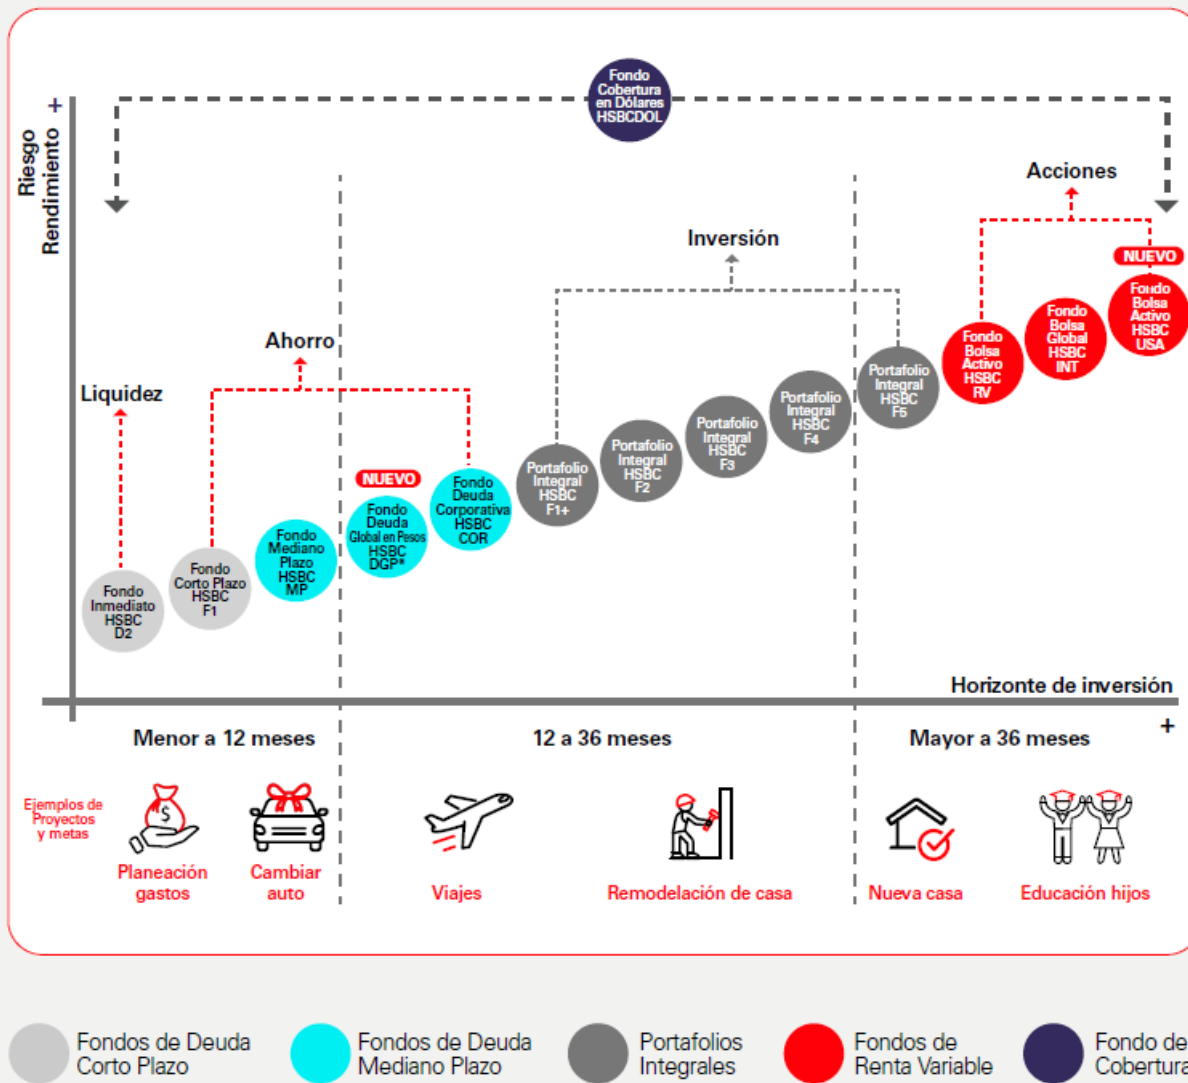 Fondo
Cobertura
en Dólares
HSBCDOL
+
Riesgo
Rendimiento
Acciones
Inversión
NUEVO
Fondo
Bolsa
Activo
HSBC
USA
Fondo
Bolsa
Global
HSBC
INT
Fondo
Bolsa
Activo
HSBC
RV
Ahorro
Portafolio
Integral
HSBC
F5
Liquidez
Portafolio
Integral
HSBC
F4
Portafolio
Integral
HSBC
F3
Portafolio
Integral
HSBC
F2
Portafolio
Integral
HSBC
F1+
NUEVO
Fondo
Deuda
Corporativa
HSBC
COR
Fondo
Deuda
Global en Pesos
HSBC
DGP*
Fondo
Mediano
Plazo
HSBC
MP
Fondo
Corto Plazo
HSBC
F1
Fondo
Inmediato
HSBC
D2
Horizonte de inversión
+
Menor a 12 meses
12 a 36 meses
Mayor a 36 meses
Ejemplos de
Proyectos
y metas
$
Planeación
gastos
Cambiar
auto
Viajes
Remodelación de casa
Nueva casa
Educación hijos
Fondos de Deuda
Corto Plazo
Fondos de Deuda
Mediano Plazo
Portafolios
Integrales
Fondos de
Renta Variable
Fondo de
Cobertura